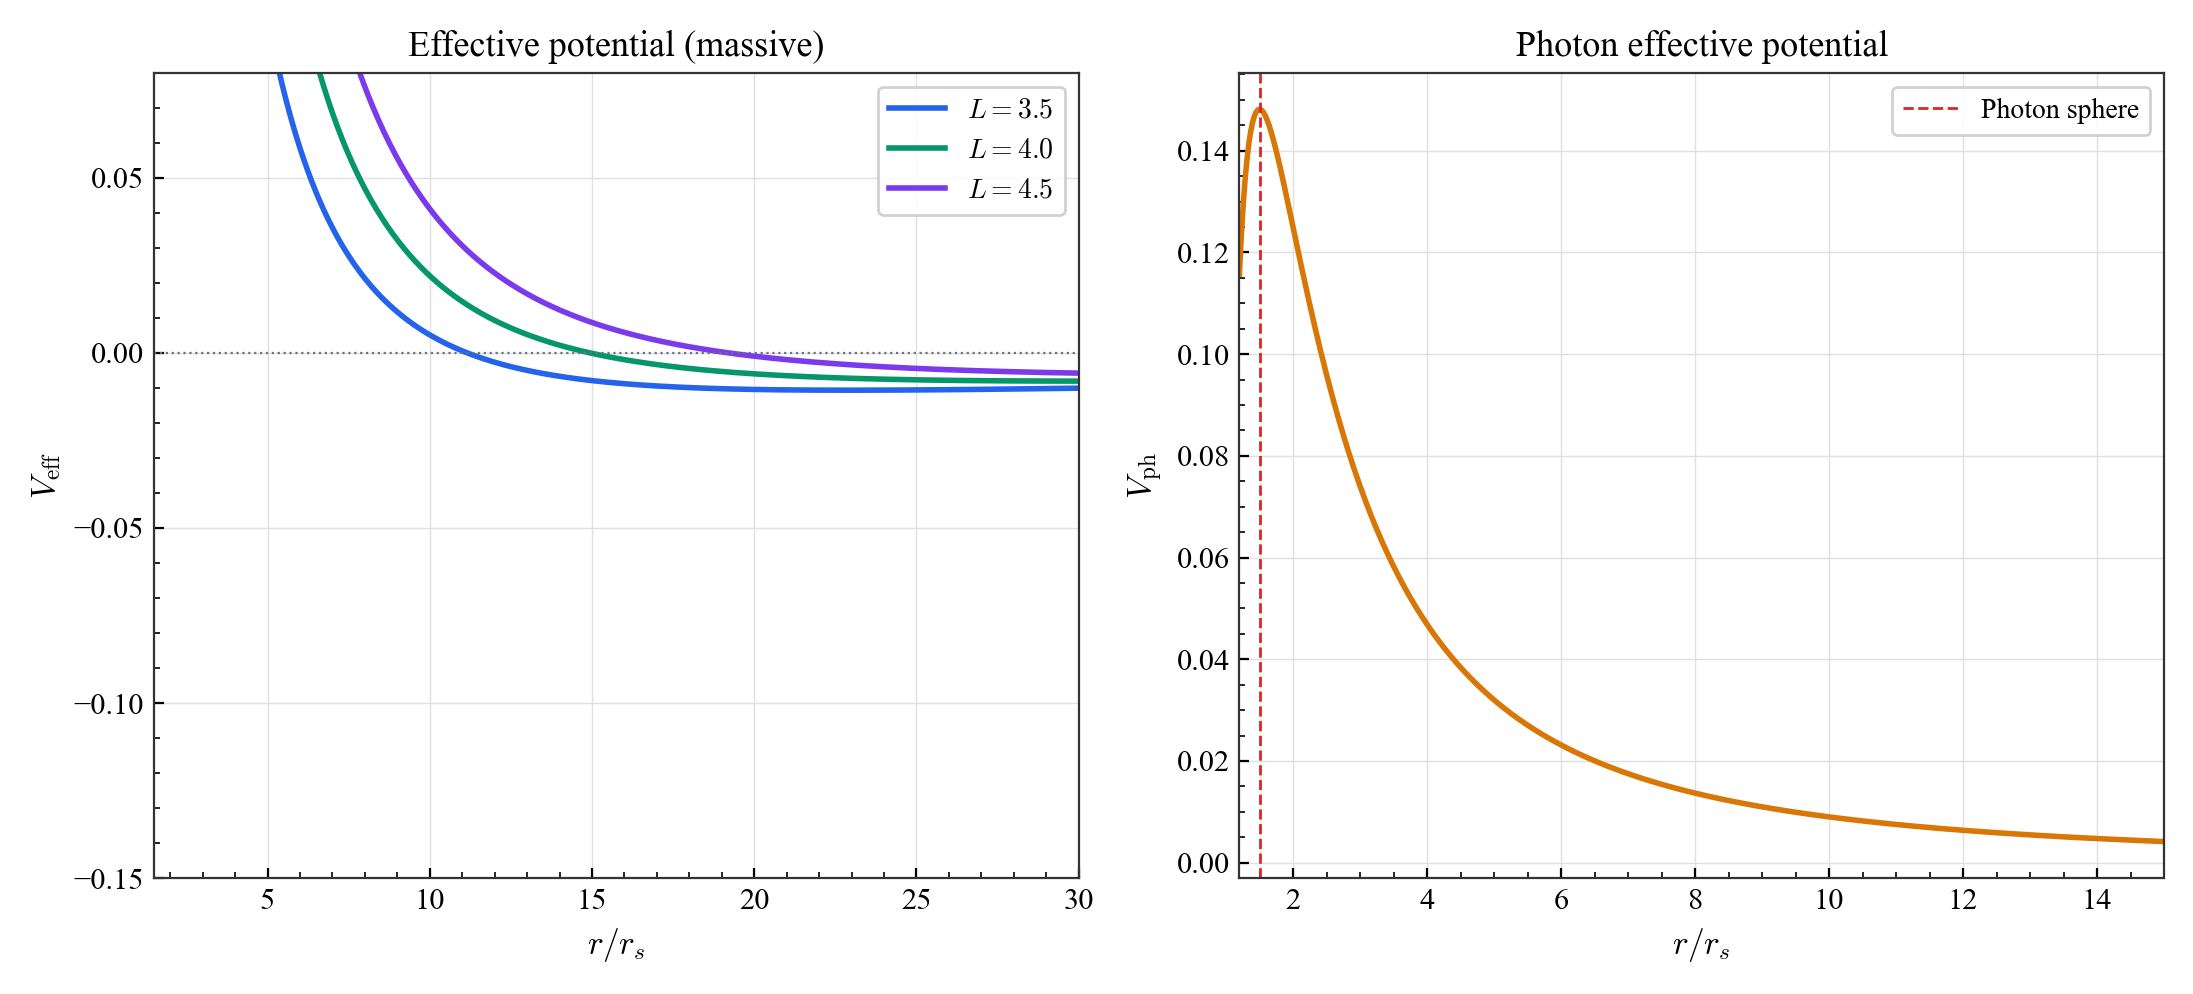 Effective potential (massive)
L = 3.5
L = 4.0
L = 4.5
0.05
0.00
−0.05
−0.10
−0.15
V_eff
5 10 15 20 25 30
r/r_s
Photon effective potential
Photon sphere
0.14
0.12
0.10
0.08
0.06
0.04
0.02
0.00
V_ph
2 4 6 8 10 12 14
r/r_s